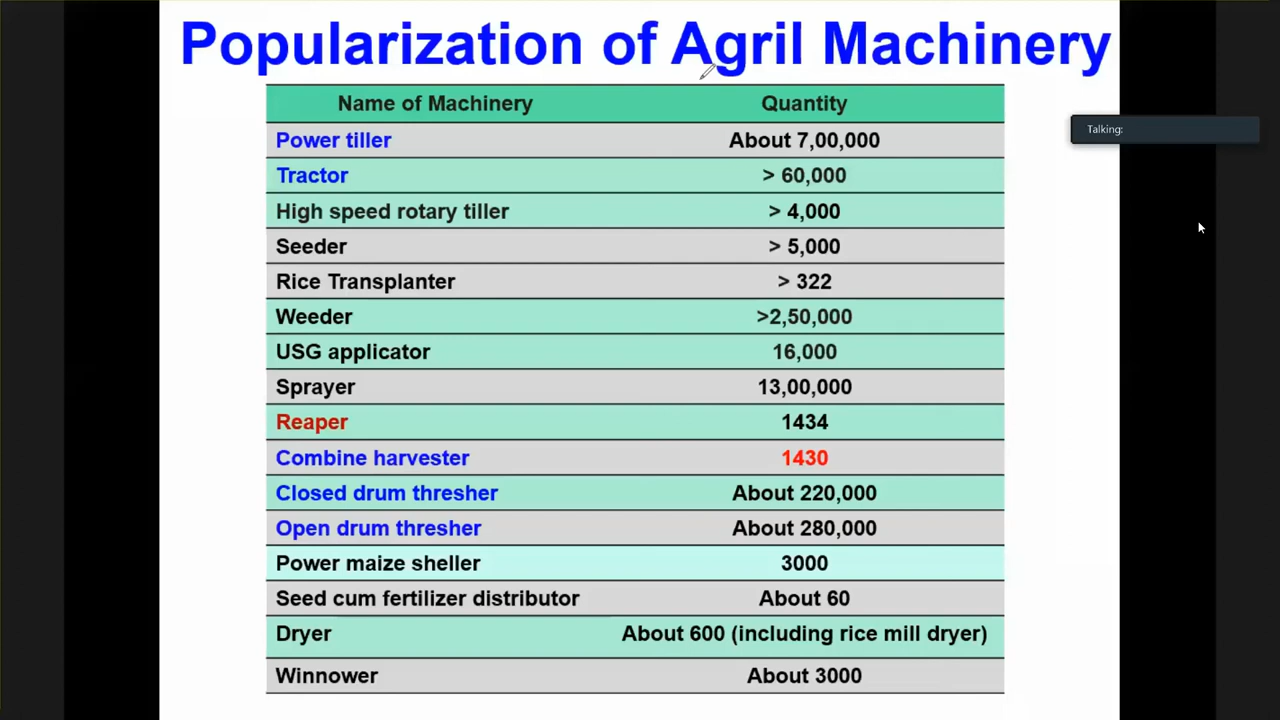 Popularization of Agril Machinery
Name of Machinery Quantity
Talking:
Power tiller About 7,00,000
Tractor > 60,000
High speed rotary tiller > 4,000
Seeder > 5,000
Rice Transplanter > 322
Weeder >2,50,000
USG applicator 16,000
Sprayer 13,00,000
Reaper 1434
Combine harvester 1430
Closed drum thresher About 220,000
Open drum thresher About 280,000
Power maize sheller 3000
Seed cum fertilizer distributor About 60
Dryer About 600 (including rice mill dryer)
Winnower About 3000